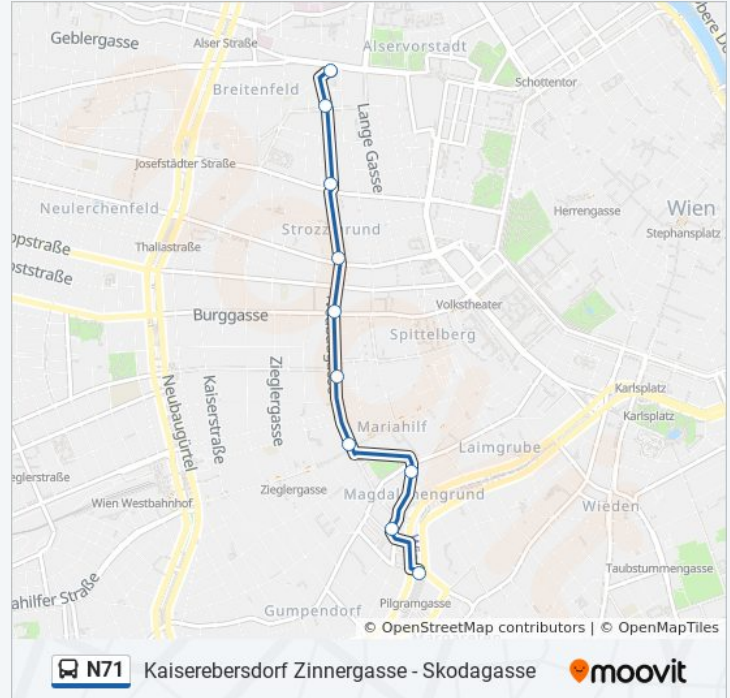 Geblergasse
Alser Straße
Alservorstadt
Schottentor
Breitenfeld
Lange Gasse
Josefstädter Straße
Neulerchenfeld
Herrengasse
Wien
Stephansplatz
Thaliastraße
Volkstheater
Burggasse
Spittelberg
Zieglergasse
Kaiserstraße
Neubaugürtel
Karlsplatz
Karlsplatz
Mariahilf
Laimgrube
Zieglergasse
Wien Westbahnhof
Wieden
Taubstummengasse
Pilgramgasse
Gumpendorf
© OpenStreetMap contributors | © OpenMapTiles
N71 Kaiserebersdorf Zinnergasse - Skodagasse moovit